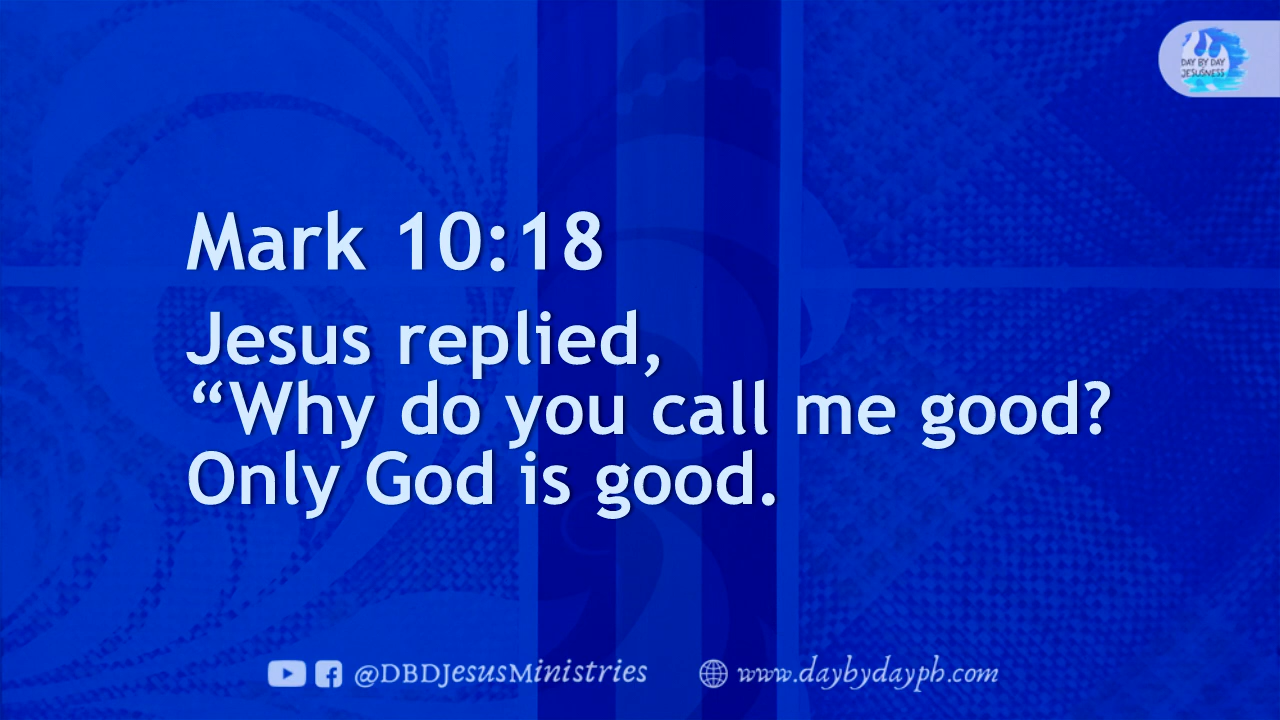 DAY BY DAY
JESUSNESS
Mark 10:18
Jesus replied,
“Why do you call me good?
Only God is good.
@DBDJesusMinistries
www.daybydayph.com